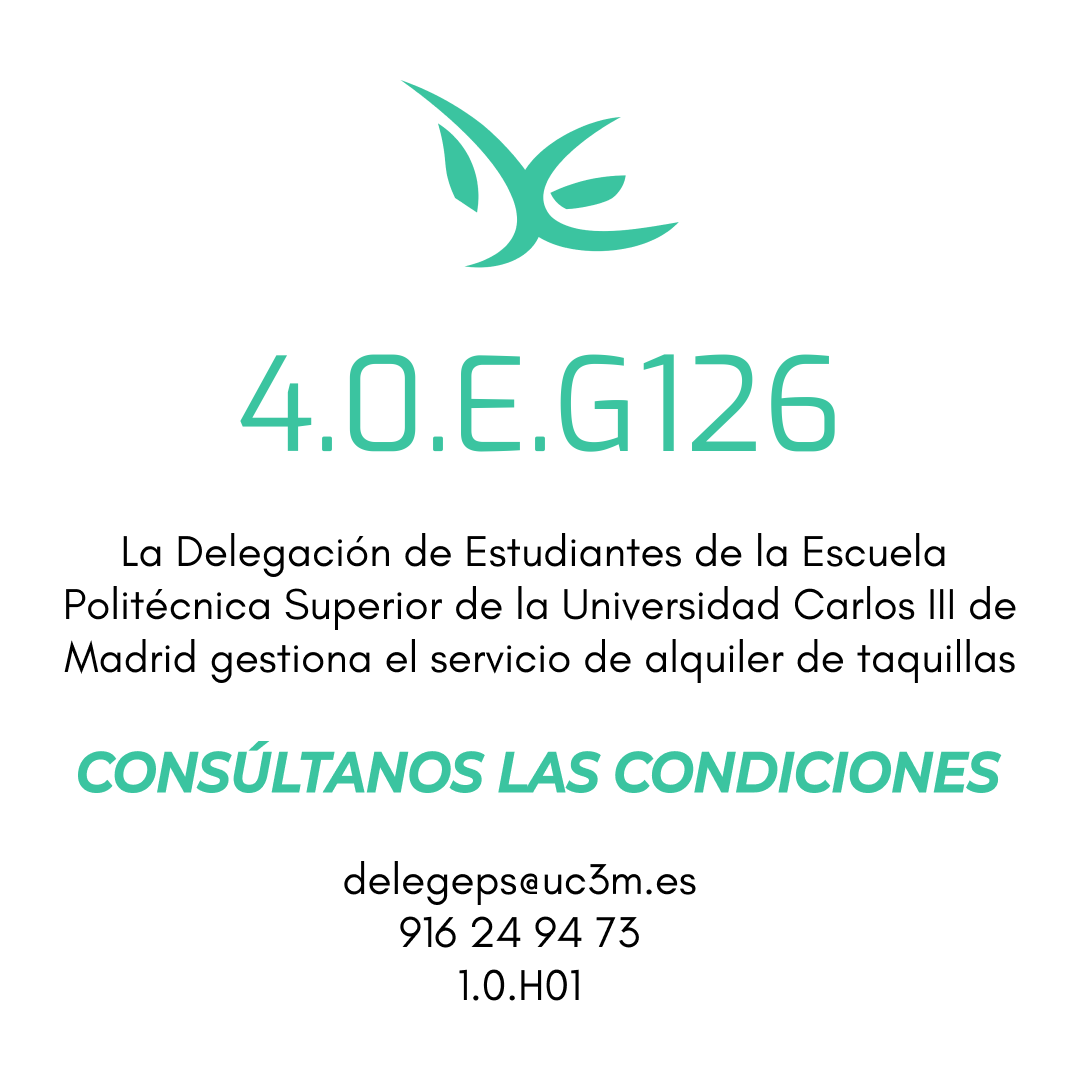 4.0.E.G126
La Delegación de Estudiantes de la Escuela
Politécnica Superior de la Universidad Carlos III de
Madrid gestiona el servicio de alquiler de taquillas
CONSÚLTANOS LAS CONDICIONES
delegeps@uc3m.es
916 24 94 73
1.0.H01